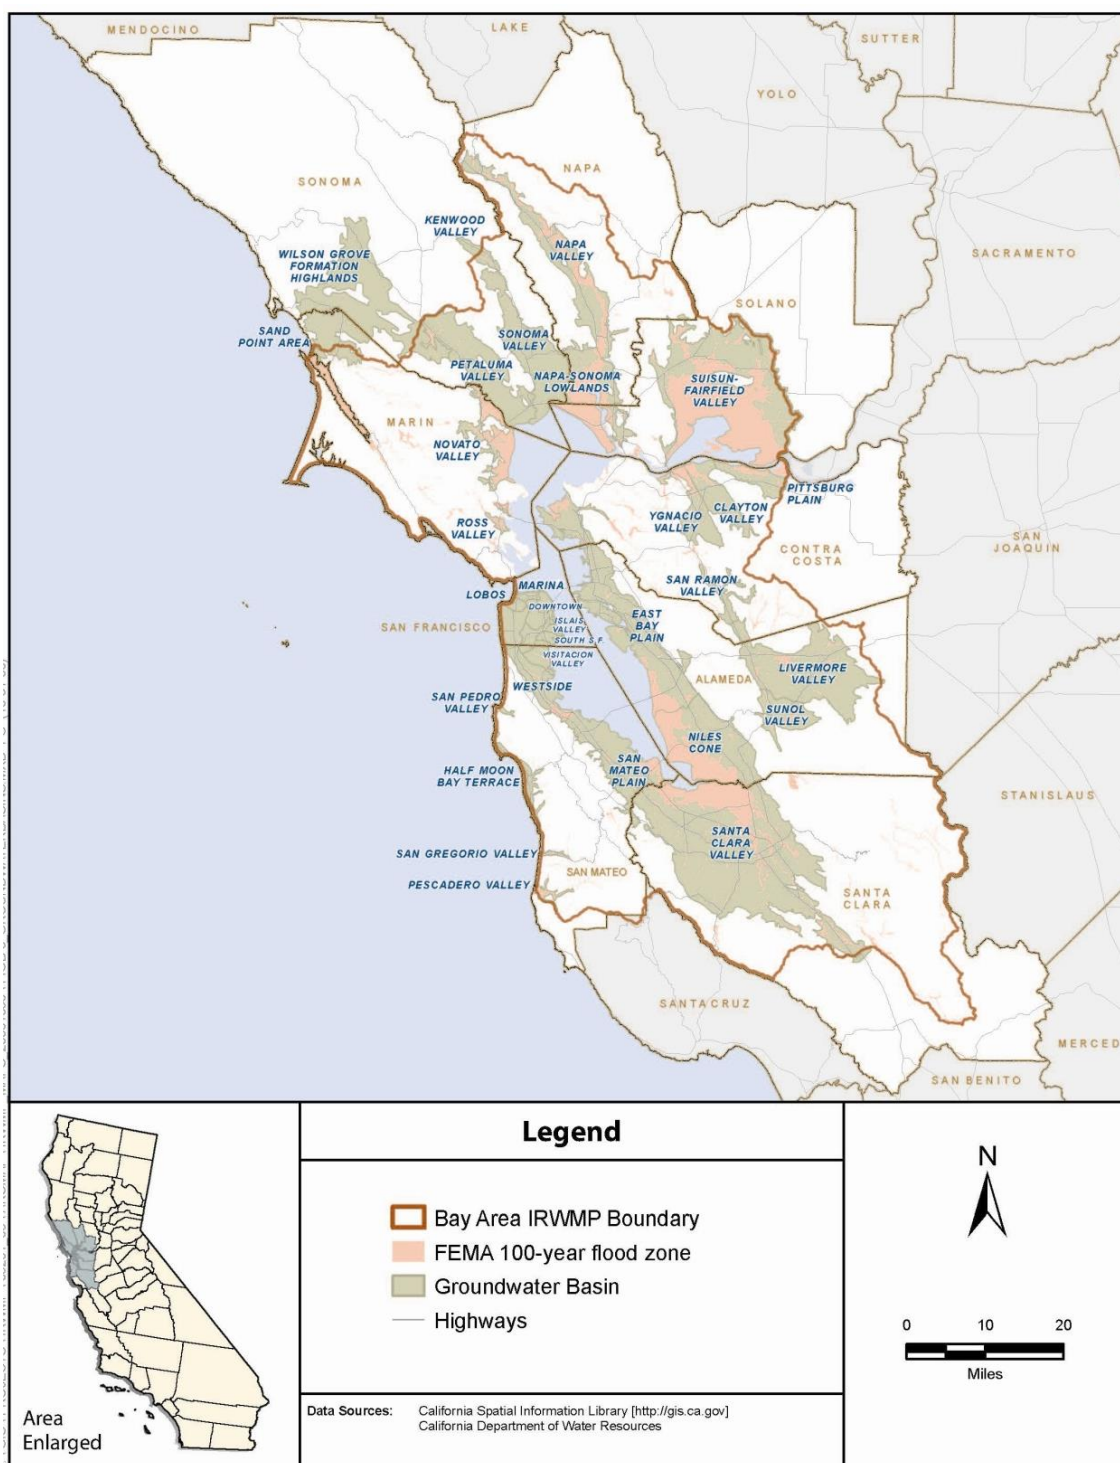 MENDOCINO
LAKE
SUTTER
YOLO
NAPA
SONOMA
KENWOOD
VALLEY
WILSON GROVE
FORMATION
HIGHLANDS
NAPA
VALLEY
SACRAMENTO
SOLANO
SAND
POINT AREA
SONOMA
VALLEY
PETALUMA
VALLEY
NAPA-SONOMA
LOWLANDS
SUISUN-
FAIRFIELD
VALLEY
MARIN
NOVATO
VALLEY
PITTSBURG
PLAIN
YGNACIO
VALLEY
CLAYTON
VALLEY
ROSS
VALLEY
SAN
JOAQUIN
CONTRA
COSTA
SAN RAMON
VALLEY
MARINA
LOBOS
DOWNTOWN
ISLAIS
VALLEY
SOUTH S.F.
VISITACION
VALLEY
SAN FRANCISCO
EAST
BAY
PLAIN
LIVERMORE
VALLEY
ALAMEDA
WESTSIDE
SAN PEDRO
VALLEY
SUNOL
VALLEY
NILES
CONE
SAN
MATEO
PLAIN
HALF MOON
BAY TERRACE
STANISLAUS
SANTA
CLARA
VALLEY
SAN GREGORIO VALLEY
SAN MATEO
PESCADERO VALLEY
SANTA
CLARA
SANTA CRUZ
MERCED
SAN BENITO
Area
Enlarged
Legend
Bay Area IRWMP Boundary
FEMA 100-year flood zone
Groundwater Basin
Highways
Data Sources: California Spatial Information Library [http://gis.ca.gov]
California Department of Water Resources
N
0 10 20
Miles